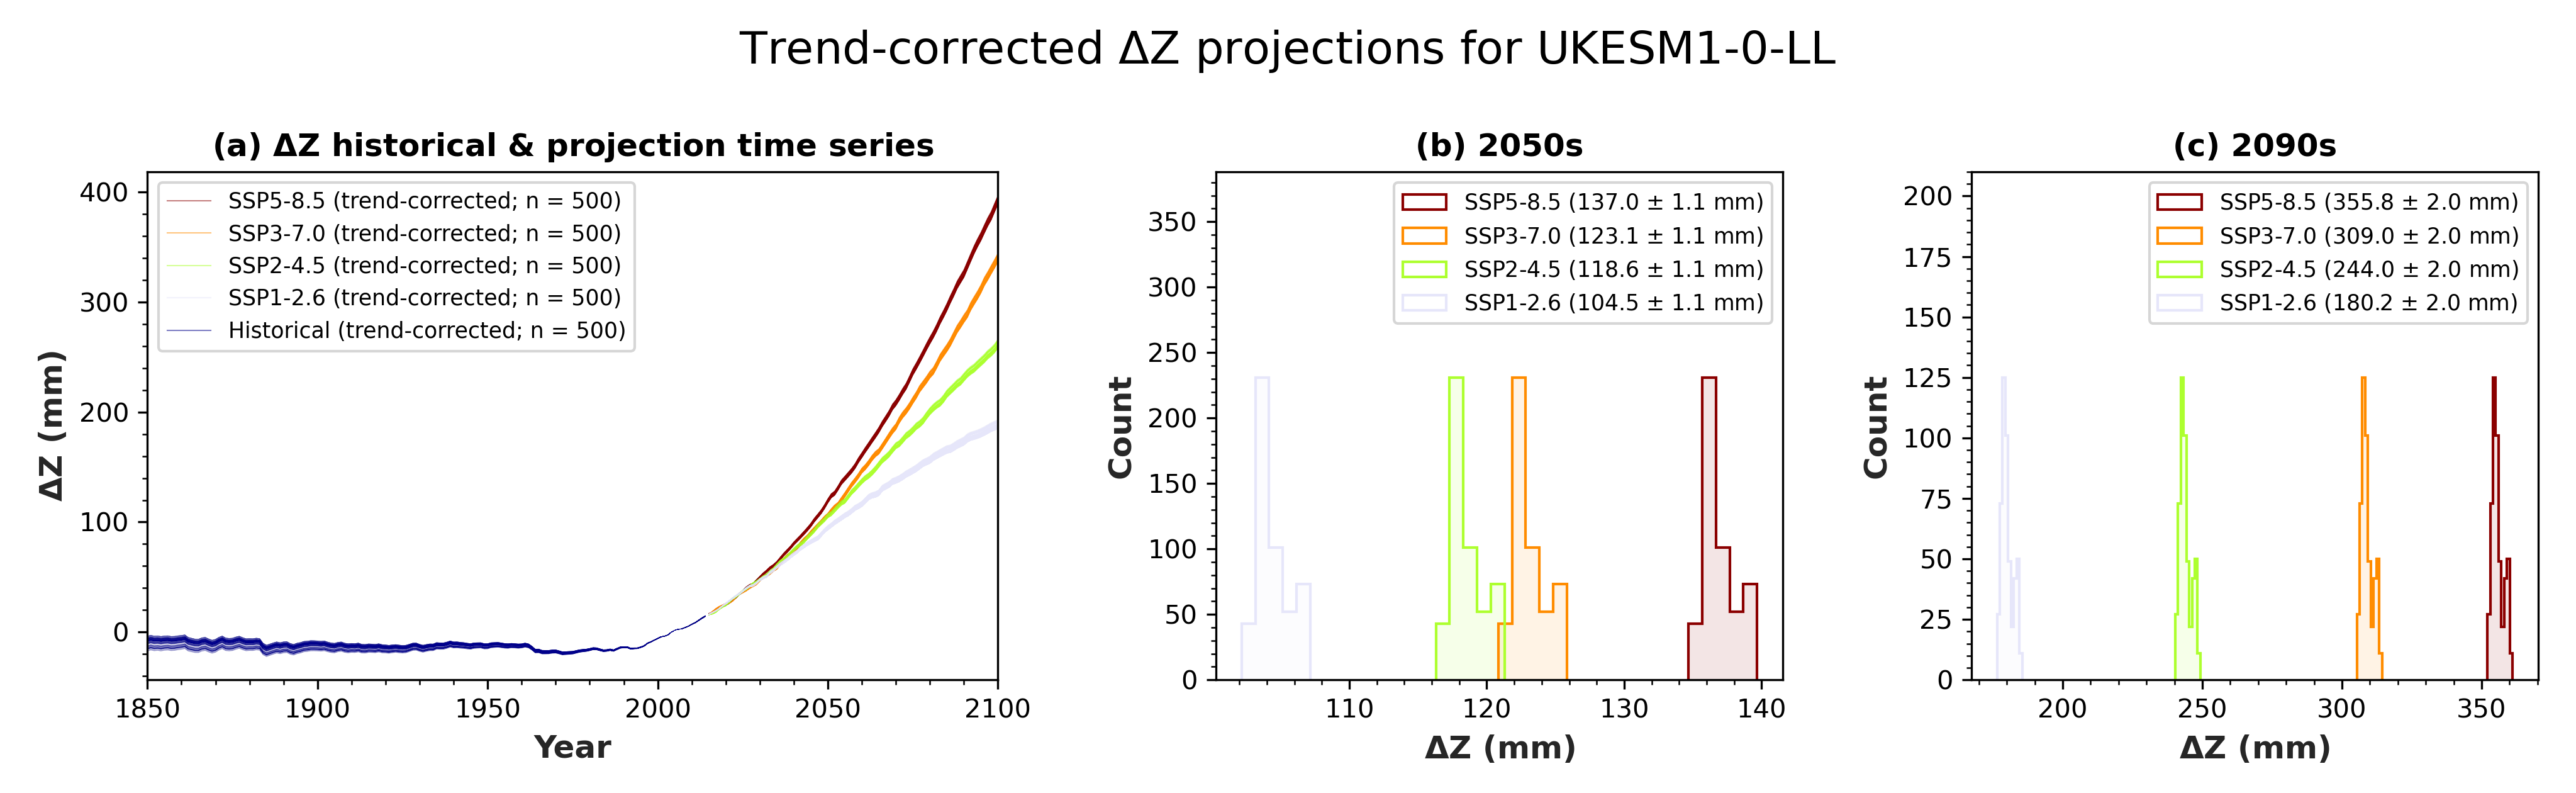 Trend-corrected ΔZ projections for UKESM1-0-LL
(a) ΔZ historical & projection time series
SSP5-8.5 (trend-corrected; n = 500)
SSP3-7.0 (trend-corrected; n = 500)
SSP2-4.5 (trend-corrected; n = 500)
SSP1-2.6 (trend-corrected; n = 500)
Historical (trend-corrected; n = 500)
400
300
200
100
0
ΔZ (mm)
1850 1900 1950 2000 2050 2100
Year
(b) 2050s
SSP5-8.5 (137.0 ± 1.1 mm)
SSP3-7.0 (123.1 ± 1.1 mm)
SSP2-4.5 (118.6 ± 1.1 mm)
SSP1-2.6 (104.5 ± 1.1 mm)
350
300
250
200
150
100
50
0
Count
110 120 130 140
ΔZ (mm)
(c) 2090s
SSP5-8.5 (355.8 ± 2.0 mm)
SSP3-7.0 (309.0 ± 2.0 mm)
SSP2-4.5 (244.0 ± 2.0 mm)
SSP1-2.6 (180.2 ± 2.0 mm)
200
175
150
125
100
75
50
25
0
Count
200 250 300 350
ΔZ (mm)